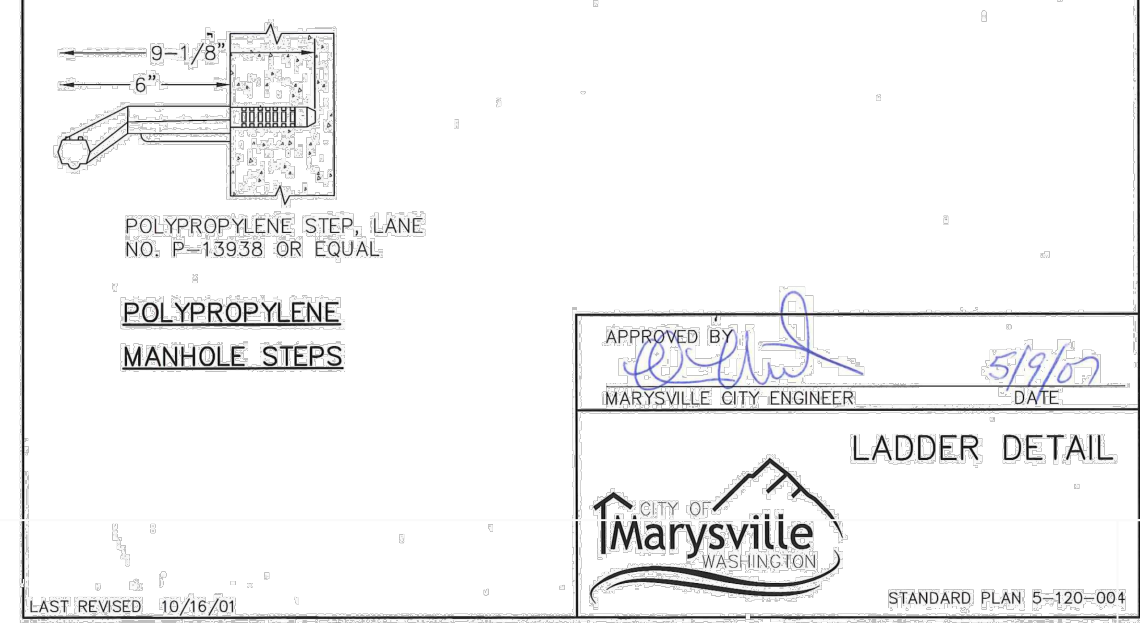 9-1/8"
6"
POLYPROPYLENE STEP, LANE
NO. P-13938 OR EQUAL
POLYPROPYLENE
MANHOLE STEPS
APPROVED BY
5/9/07
MARYSVILLE CITY ENGINEER
DATE
LADDER DETAIL
CITY OF
Marysville
WASHINGTON
LAST REVISED 10/16/01
STANDARD PLAN 5-120-004